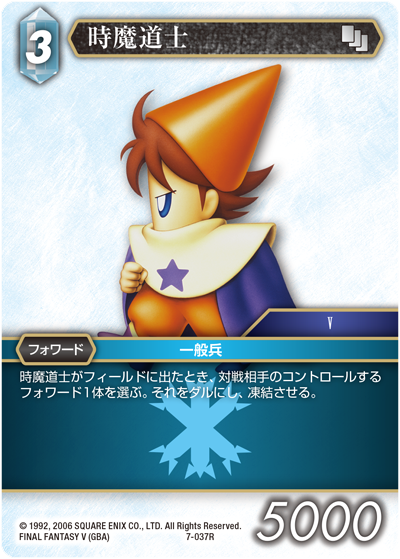 3
時魔道士
V
フォワード
一般兵
時魔道士がフィールドに出たとき、対戦相手のコントロールする
フォワード1体を選ぶ。それをダルにし、凍結させる。
© 1992, 2006 SQUARE ENIX CO., LTD. All Rights Reserved.
FINAL FANTASY V (GBA)
7-037R
5000